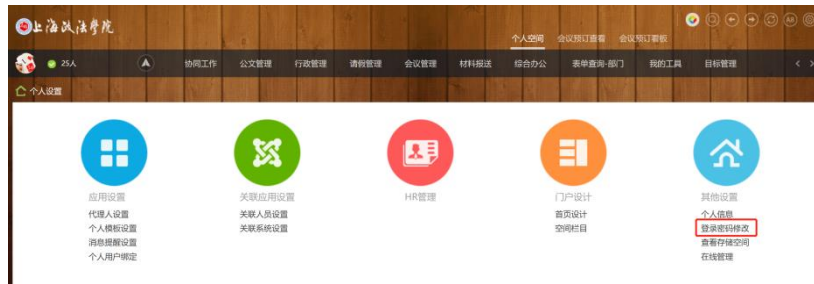 上海政法學院
个人空间 会议预订查看 会议预订看板
25人 协同工作 公文管理 行政管理 请假管理 会议管理 材料报送 综合办公 表单查询-部门 我的工具 目标管理
个人设置
应用设置 关联应用设置 HR管理 门户设计 其他设置
代理人设置 关联人员设置 首页设计 个人信息
个人模板设置 关联系统设置 空间栏目 登录密码修改
消息提醒设置 查看存储空间
个人用户绑定 在线管理